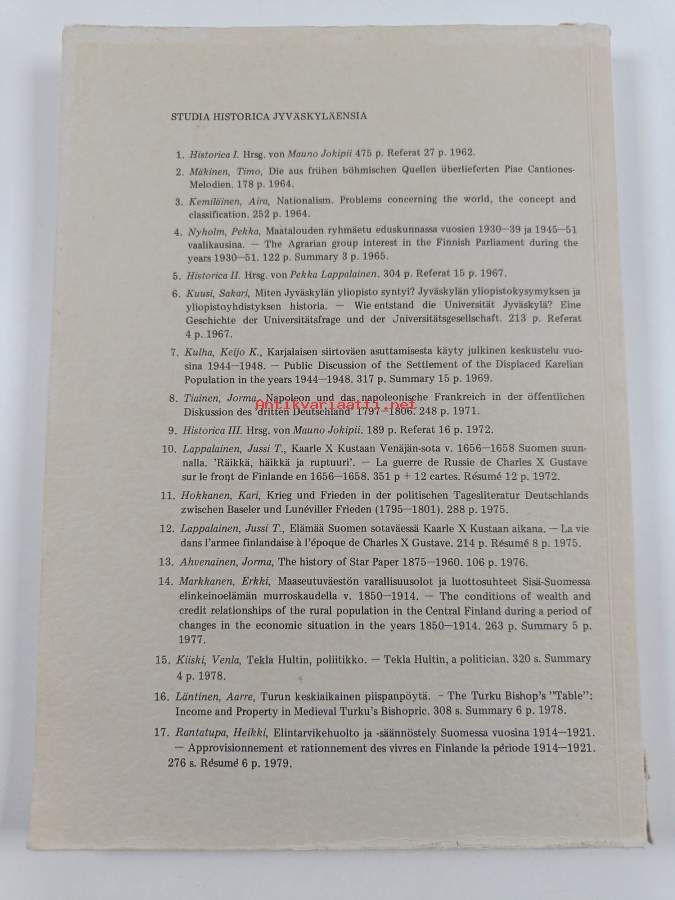 STUDIA HISTORICA JYVÄSKYLÄENSIA
1. Historica I. Hrsg. von Mauno Jokipii 475 p. Referat 27 p. 1962.
2. Mäkinen, Timo, Die aus frühen böhmischen Quellen überlieferten Piae Cantiones-
Melodien. 178 p. 1964.
3. Kemiläinen, Aira, Nationalism. Problems concerning the world, the concept and
classification. 252 p. 1964.
4. Nyholm, Pekka, Maatalouden ryhmäetu eduskunnassa vuosien 1930—39 ja 1945—51
vaalikausina. — The Agrarian group interest in the Finnish Parliament during the
years 1930—51. 122 p. Summary 3 p. 1965.
5. Historica II. Hrsg. von Pekka Lappalainen. 304 p. Referat 15 p. 1967.
6. Kuusi, Sakari, Miten Jyväskylän yliopisto syntyi? Jyväskylän yliopistokysymyksen ja
yliopistoyhdistyksen historia. — Wie entstand die Universität Jyväskylä? Eine
Geschichte der Universitätsfrage und der Jniversitätsgesellschaft. 213 p. Referat
4 p. 1967.
7. Kulha, Keijo K., Karjalaisen siirtoväen asuttamisesta käyty julkinen keskustelu vuo-
sina 1944—1948. — Public Discussion of the Settlement of the Displaced Karelian
Population in the years 1944—1948. 317 p. Summary 15 p. 1969.
8. Tiainen, Jorma, Napoleon und das napoleonische Frankreich in der öffentlichen
Diskussion des 'dritten Deutschland' 1797—1806. 248 p. 1971.
Antikvariaatti.net
9. Historica III. Hrsg. von Mauno Jokipii. 189 p. Referat 16 p. 1972.
10. Lappalainen, Jussi T., Kaarle X Kustaan Venäjän-sota v. 1656—1658 Suomen suun-
nalla. 'Räikkä, häikkä ja ruptuuri'. — La guerre de Russie de Charles X Gustave
sur le front de Finlande en 1656—1658. 351 p + 12 cartes. Résumé 12 p. 1972.
11. Hokkanen, Kari, Krieg und Frieden in der politischen Tagesliteratur Deutschlands
zwischen Baseler und Lunéviller Frieden (1795—1801). 288 p. 1975.
12. Lappalainen, Jussi T., Elämää Suomen sotaväessä Kaarle X Kustaan aikana. — La vie
dans l'armee finlandaise à l'époque de Charles X Gustave. 214 p. Résumé 8 p. 1975.
13. Ahvenainen, Jorma, The history of Star Paper 1875—1960. 106 p. 1976.
14. Markkanen, Erkki, Maaseutuväestön varallisuusolot ja luottosuhteet Sisä-Suomessa
elinkeinoelämän murroskaudella v. 1850—1914. — The conditions of wealth and
credit relationships of the rural population in the Central Finland during a period of
changes in the economic situation in the years 1850—1914. 263 p. Summary 5 p.
1977.
15. Kiiski, Venla, Tekla Hultin, poliitikko. — Tekla Hultin, a politician. 320 s. Summary
4 p. 1978.
16. Läntinen, Aarre, Turun keskiaikainen piispanpöytä. – The Turku Bishop's "Table":
Income and Property in Medieval Turku's Bishopric. 308 s. Summary 6 p. 1978.
17. Rantatupa, Heikki, Elintarvikehuolto ja -säännöstely Suomessa vuosina 1914—1921.
— Approvisionnement et rationnement des vivres en Finlande la période 1914—1921.
276 s. Résumé 6 p. 1979.